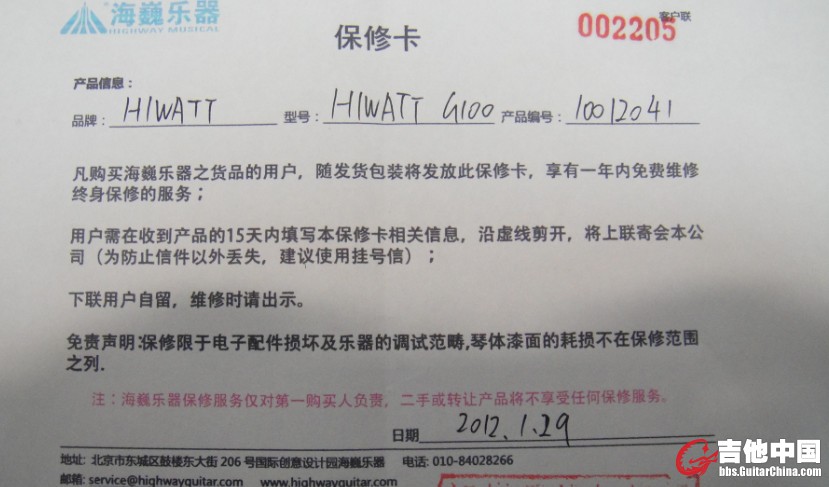 海巍乐器
HIGHWAY MUSICAL
保修卡
002205
客户联
产品信息：
品牌：HIWATT 型号：HIWATT G100 产品编号：10012041
凡购买海巍乐器之货品的用户，随发货包装将发放此保修卡，享有一年内免费维修
终身保修的服务；
用户需在收到产品的15天内填写本保修卡相关信息，沿虚线剪开，将上联寄会本公
司（为防止信件以外丢失，建议使用挂号信）；
下联用户自留，维修时请出示。
免责声明:保修限于电子配件损坏及乐器的调试范畴,琴体漆面的耗损不在保修范围
之列.
注：海巍乐器保修服务仅对第一购买人负责，二手或转让产品将不享受任何保修服务。
日期 2012.1.29
地址: 北京市东城区鼓楼东大街 206 号国际创意设计园海巍乐器 电话: 010-84028266
邮箱: service@highwayguitar.com http://www.highwayguitar.com
吉他中国
bbs.GuitarChina.com